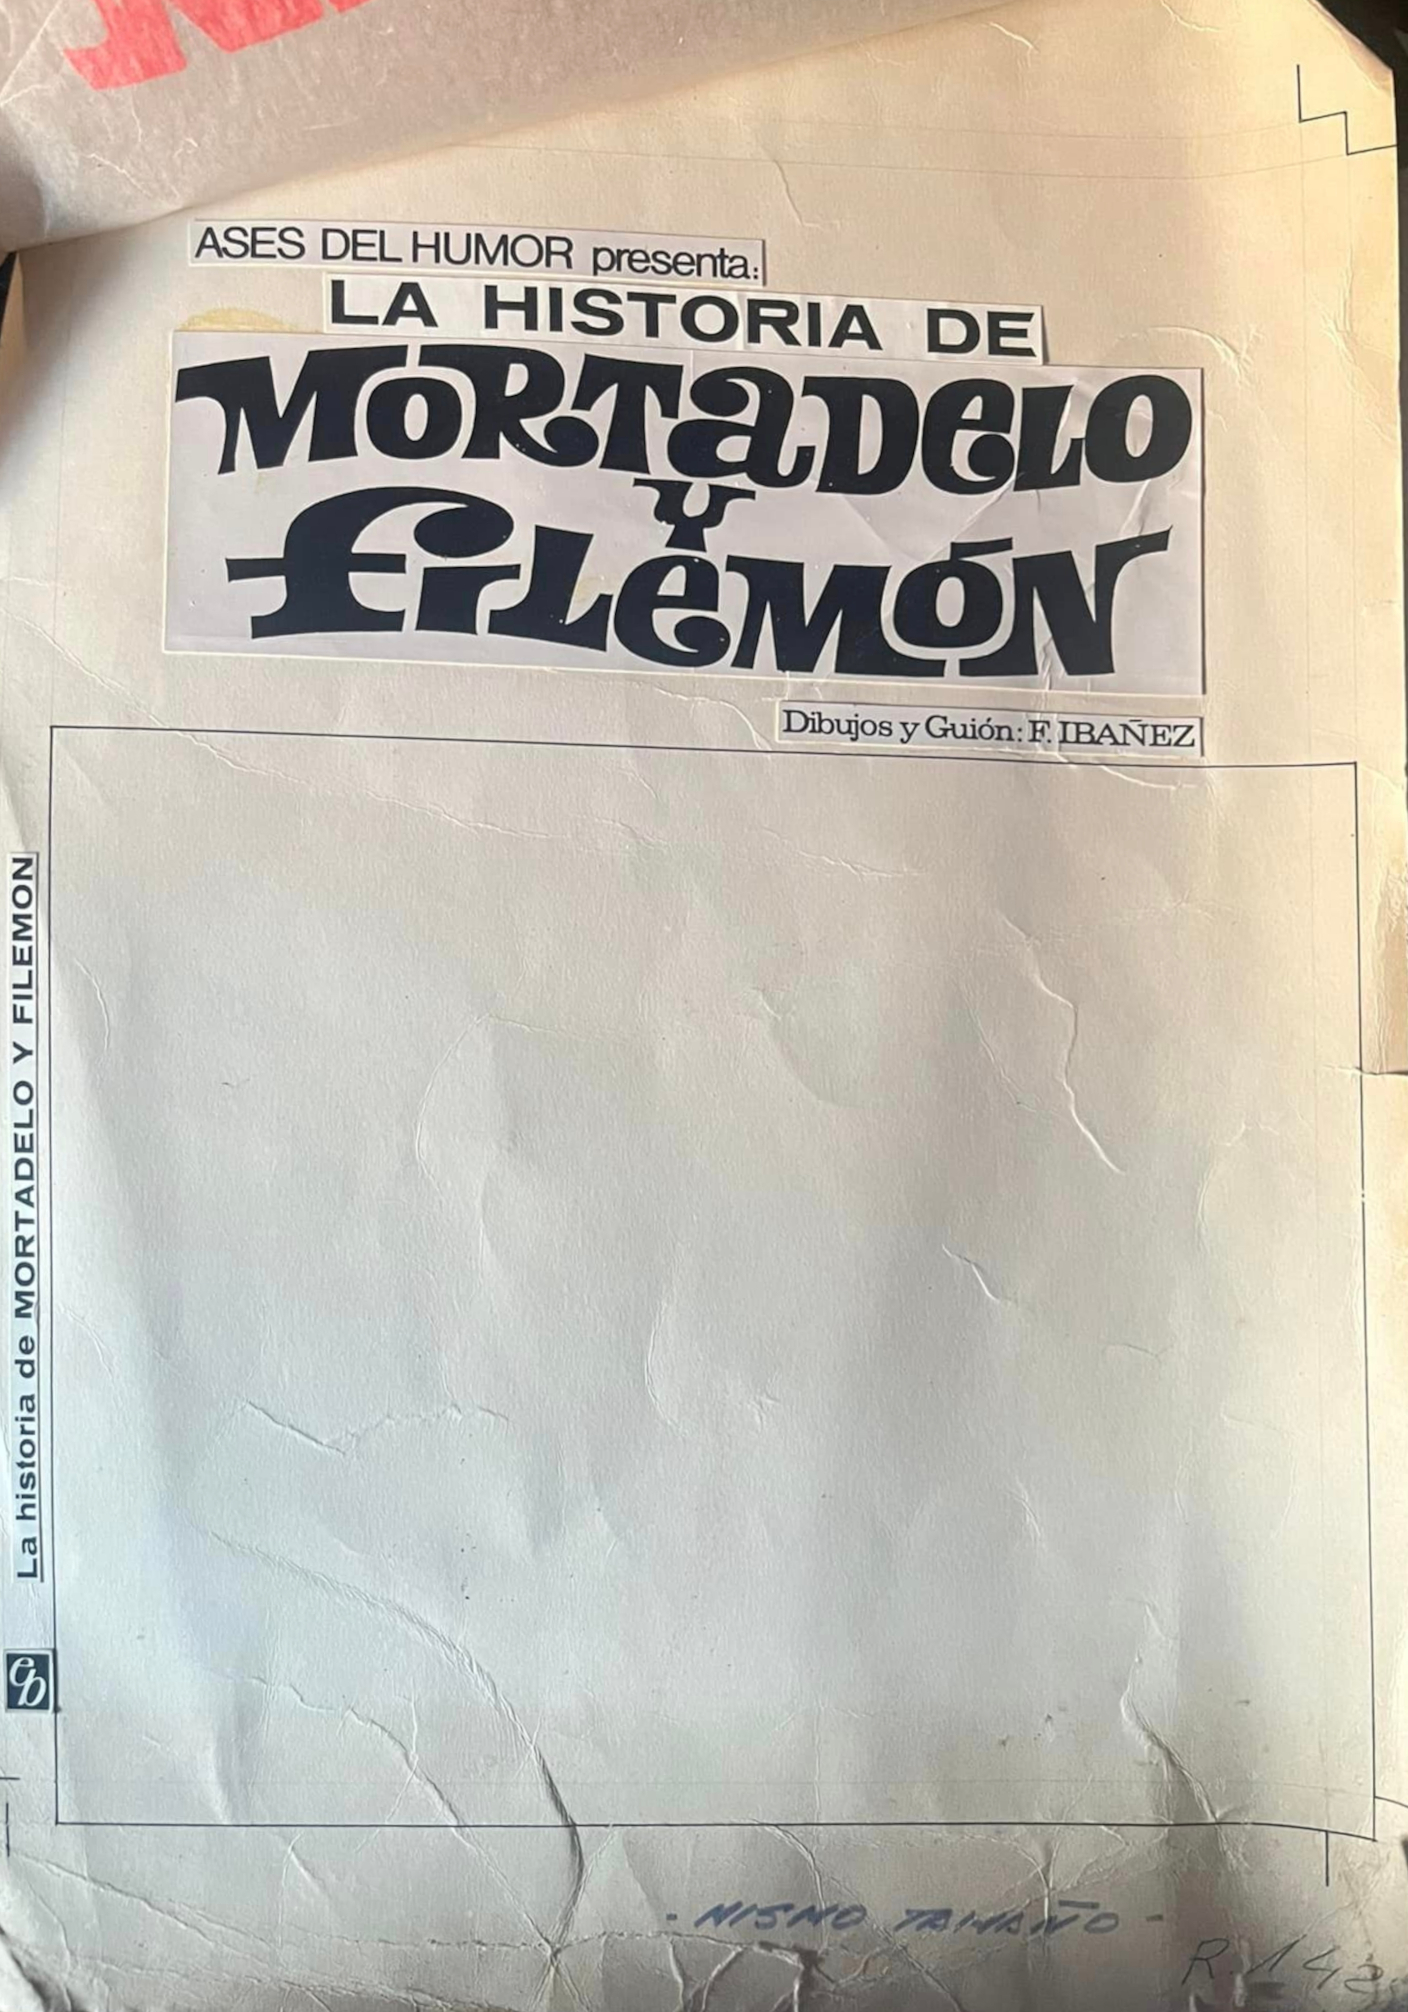 ASES DEL HUMOR presenta:
LA HISTORIA DE
MORTADELO
Y
FILEMÓN
Dibujos y Guión: F. IBAÑEZ
La historia de MORTADELO Y FILEMON
eb
- MISMO TAMAÑO -